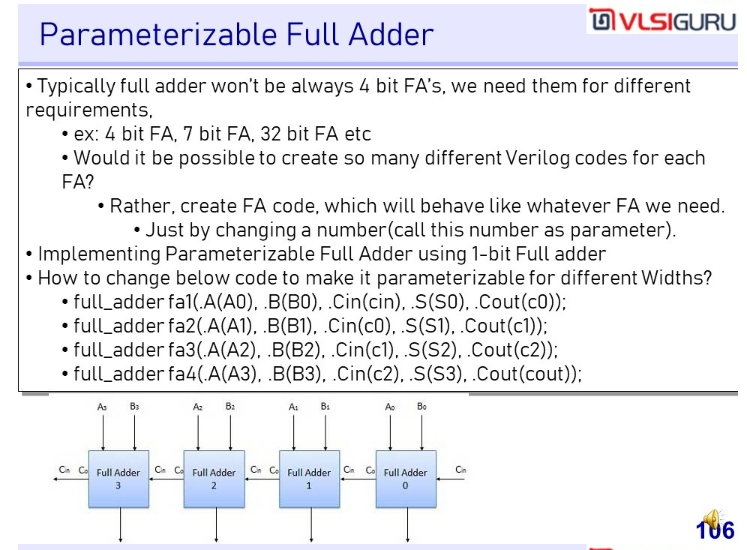 Parameterizable Full Adder
VLSIGURU
• Typically full adder won't be always 4 bit FA's, we need them for different
requirements,
• ex: 4 bit FA, 7 bit FA, 32 bit FA etc
• Would it be possible to create so many different Verilog codes for each
FA?
• Rather, create FA code, which will behave like whatever FA we need.
• Just by changing a number(call this number as parameter).
• Implementing Parameterizable Full Adder using 1-bit Full adder
• How to change below code to make it parameterizable for different Widths?
• full_adder fa1(.A(A0), .B(B0), .Cin(cin), .S(S0), .Cout(c0));
• full_adder fa2(.A(A1), .B(B1), .Cin(c0), .S(S1), .Cout(c1));
• full_adder fa3(.A(A2), .B(B2), .Cin(c1), .S(S2), .Cout(c2));
• full_adder fa4(.A(A3), .B(B3), .Cin(c2), .S(S3), .Cout(cout));
A3 B3 A2 B2 A1 B1 A0 B0
Cin Co Full Adder Cin Co Full Adder Cin Co Full Adder Cin Co Full Adder Cin
3 2 1 0
106